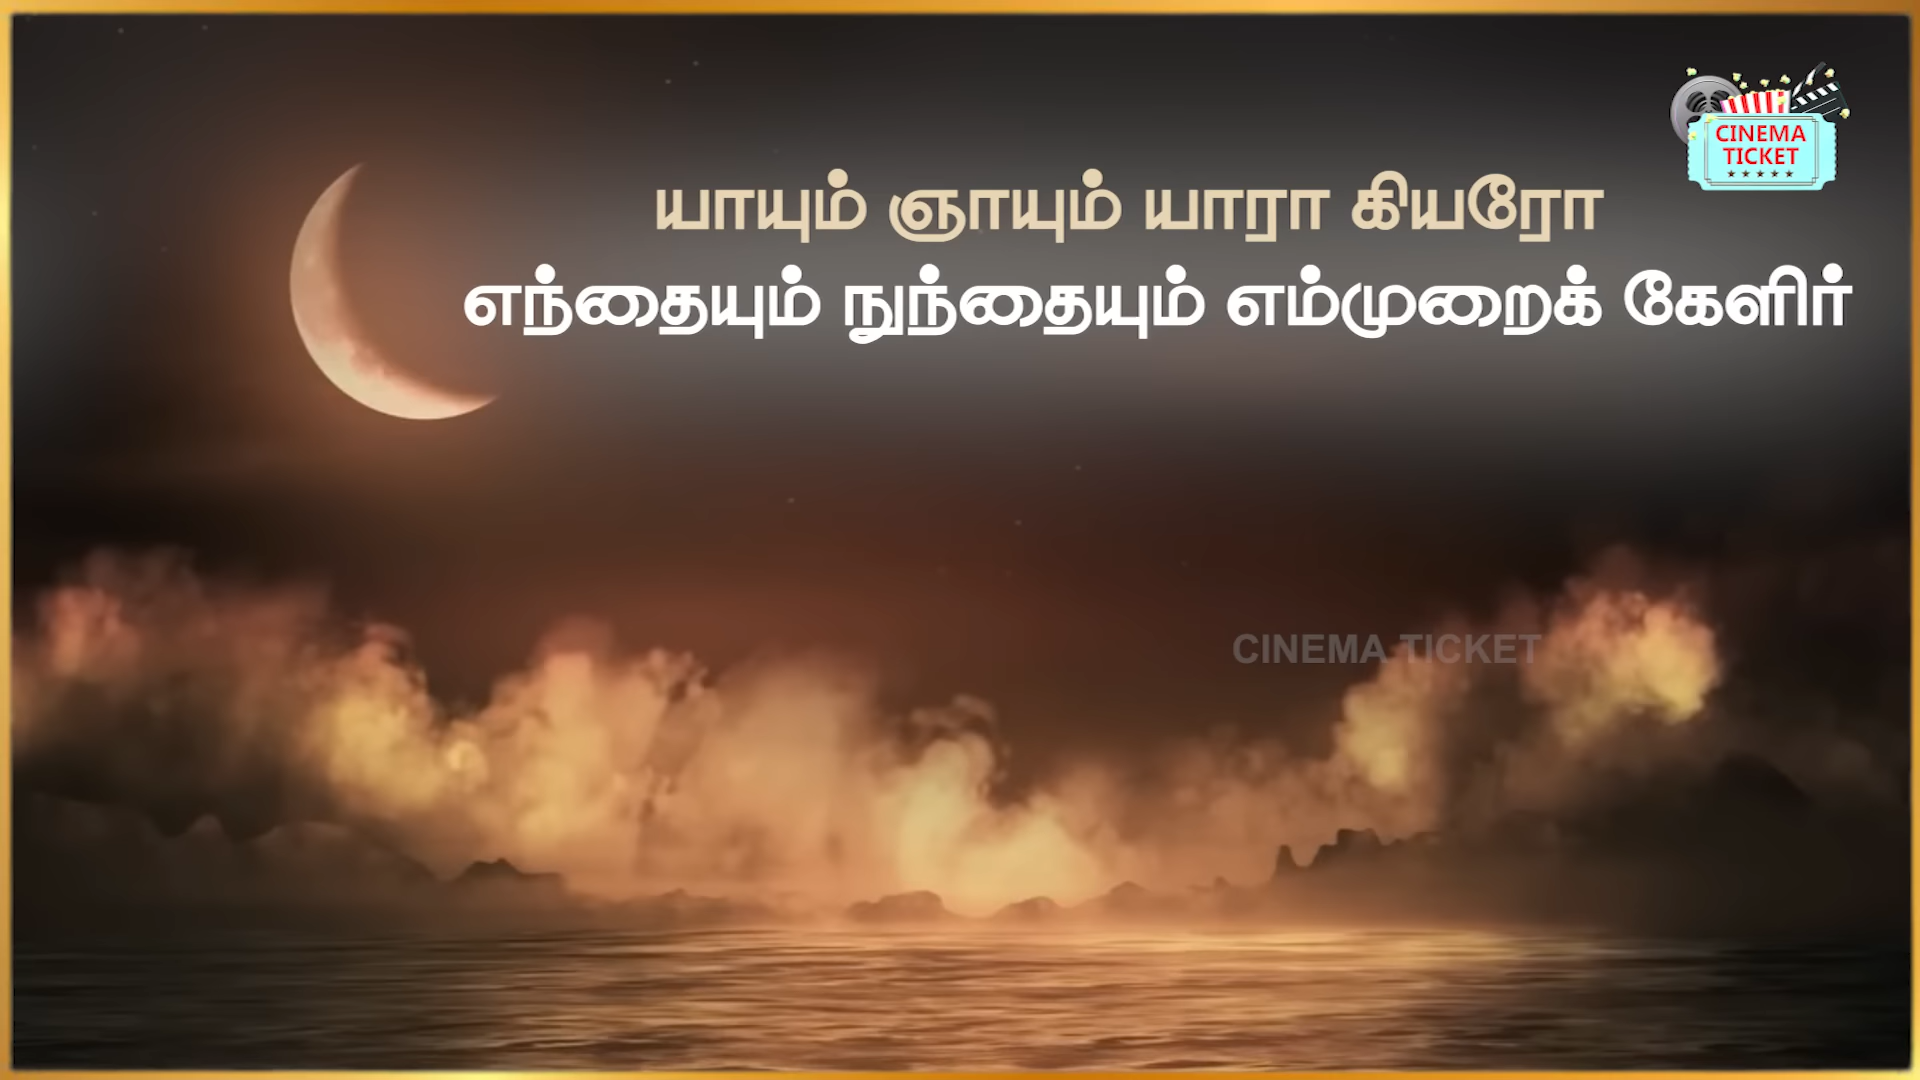 CINEMA
TICKET
யாயும் ஞாயும் யாரா கியரோ
எந்தையும் நுந்தையும் எம்முறைக் கேளிர்
CINEMA TICKET